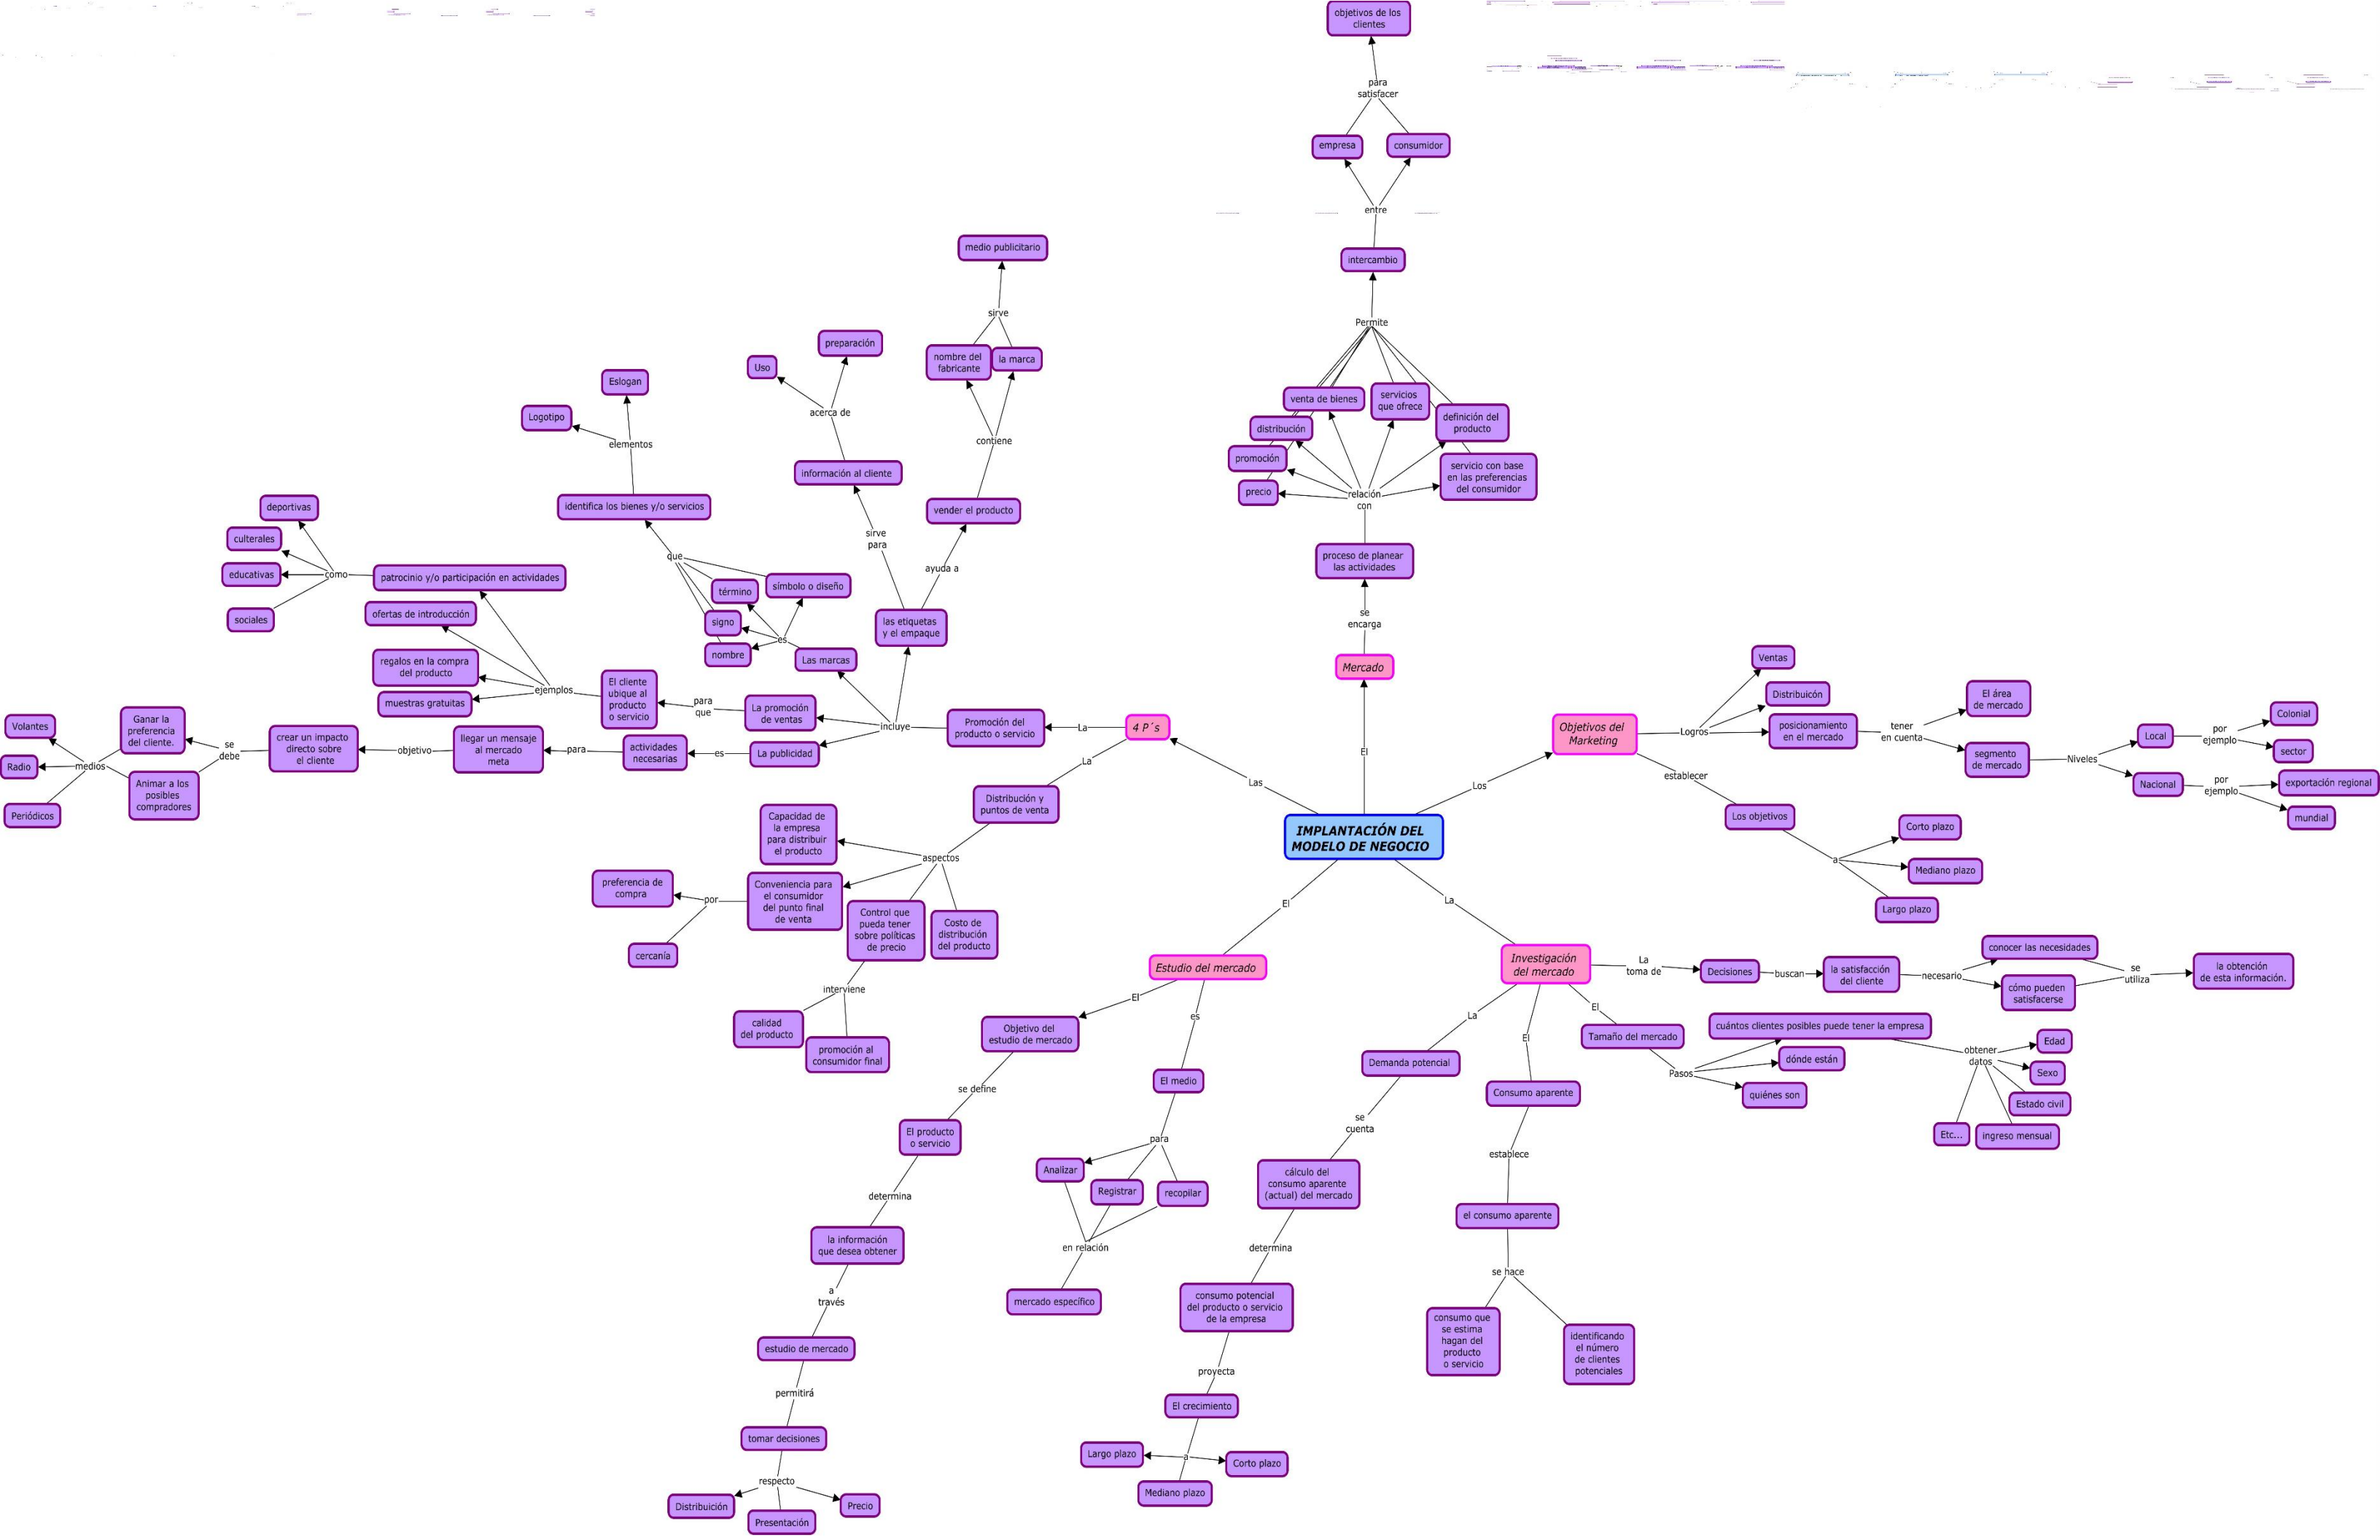 objetivos de los
clientes
para
satisfacer
empresa
consumidor
entre
intercambio
Permite
venta de bienes
servicios
que ofrece
definición del
producto
distribución
promoción
precio
servicio con base
en las preferencias
del consumidor
relación
con
proceso de planear
las actividades
se
encarga
Mercado
El
medio publicitario
sirve
nombre del
fabricante
la marca
contiene
vender el producto
ayuda a
preparación
Uso
acerca de
información al cliente
sirve
para
las etiquetas
y el empaque
Eslogan
Logotipo
elementos
identifica los bienes y/o servicios
que
símbolo o diseño
término
signo
nombre
es
Las marcas
deportivas
culterales
educativas
sociales
como
patrocinio y/o participación en actividades
ofertas de introducción
regalos en la compra
del producto
muestras gratuitas
ejemplos
El cliente
ubique al
producto
o servicio
para
que
La promoción
de ventas
incluye
Promoción del
producto o servicio
La
4 P´s
Las
Volantes
Radio
Periódicos
medios
Ganar la
preferencia
del cliente.
Animar a los
posibles
compradores
se
debe
crear un impacto
directo sobre
el cliente
objetivo
llegar un mensaje
al mercado
meta
para
actividades
necesarias
es
La publicidad
La
Distribución y
puntos de venta
aspectos
Capacidad de
la empresa
para distribuir
el producto
Conveniencia para
el consumidor
del punto final
de venta
por
preferencia de
compra
cercanía
Control que
pueda tener
sobre políticas
de precio
Costo de
distribución
del producto
interviene
calidad
del producto
promoción al
consumidor final
IMPLANTACIÓN DEL
MODELO DE NEGOCIO
Los
Objetivos del
Marketing
Logros
Ventas
Distribuicón
posicionamiento
en el mercado
tener
en cuenta
El área
de mercado
segmento
de mercado
Niveles
Local
por
ejemplo
Colonial
sector
Nacional
por
ejemplo
exportación regional
mundial
establecer
Los objetivos
a
Corto plazo
Mediano plazo
Largo plazo
El
Estudio del mercado
El
Objetivo del
estudio de mercado
se define
El producto
o servicio
determina
la información
que desea obtener
a
través
estudio de mercado
permitirá
tomar decisiones
respecto
Distribuición
Presentación
Precio
es
El medio
para
Analizar
Registrar
recopilar
en relación
mercado específico
La
Investigación
del mercado
La
toma de
Decisiones
buscan
la satisfacción
del cliente
necesario
conocer las necesidades
cómo pueden
satisfacerse
se
utiliza
la obtención
de esta información.
El
Tamaño del mercado
Pasos
cuántos clientes posibles puede tener la empresa
dónde están
quiénes son
obtener
datos
Edad
Sexo
Estado civil
ingreso mensual
Etc...
El
Consumo aparente
establece
el consumo aparente
se hace
consumo que
se estima
hagan del
producto
o servicio
identificando
el número
de clientes
potenciales
La
Demanda potencial
se
cuenta
cálculo del
consumo aparente
(actual) del mercado
determina
consumo potencial
del producto o servicio
de la empresa
proyecta
El crecimiento
a
Largo plazo
Corto plazo
Mediano plazo